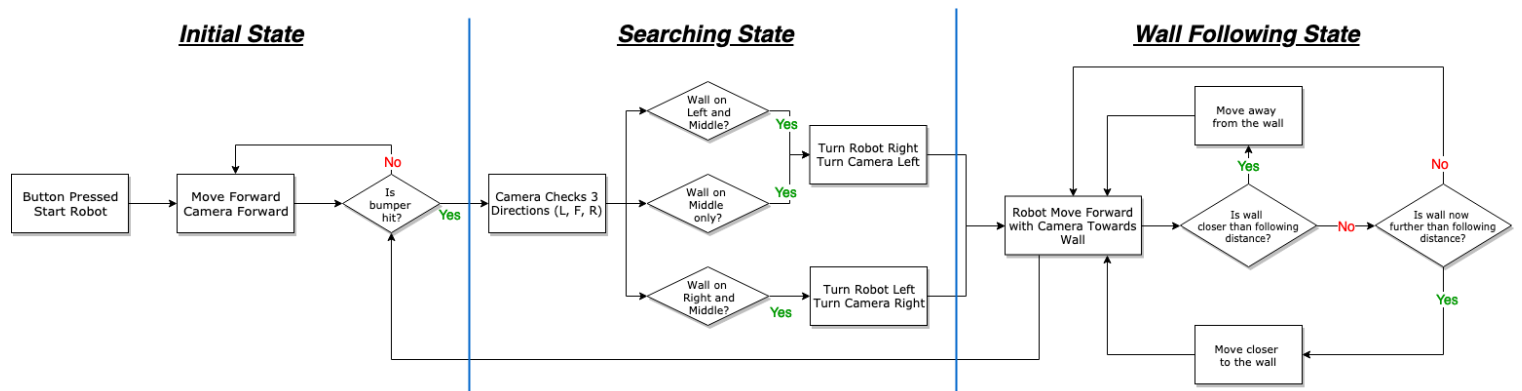 Initial State
Searching State
Wall Following State
Button Pressed
Start Robot
Move Forward
Camera Forward
Is
bumper
hit?
No
Yes
Camera Checks 3
Directions (L, F, R)
Wall on
Left and
Middle?
Yes
Wall on
Middle
only?
Yes
Wall on
Right and
Middle?
Yes
Turn Robot Right
Turn Camera Left
Turn Robot Left
Turn Camera Right
Robot Move Forward
with Camera Towards
Wall
Is wall
closer than following
distance?
Yes
No
Move away
from the wall
Is wall now
further than following
distance?
No
Yes
Move closer
to the wall